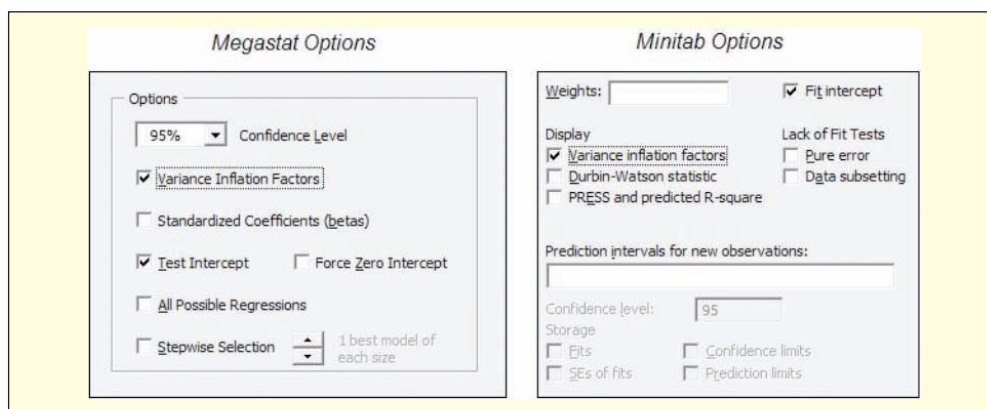 Megastat Options
Options
95%
Confidence Level
Variance Inflation Factors
Standardized Coefficients (betas)
Test Intercept
Force Zero Intercept
All Possible Regressions
Stepwise Selection
1 best model of
each size
Minitab Options
Weights:
Fit intercept
Display
Lack of Fit Tests
Variance inflation factors
Pure error
Durbin-Watson statistic
Data subsetting
PRESS and predicted R-square
Prediction intervals for new observations:
Confidence level:
95
Storage
Fits
Confidence limits
SEs of fits
Prediction limits